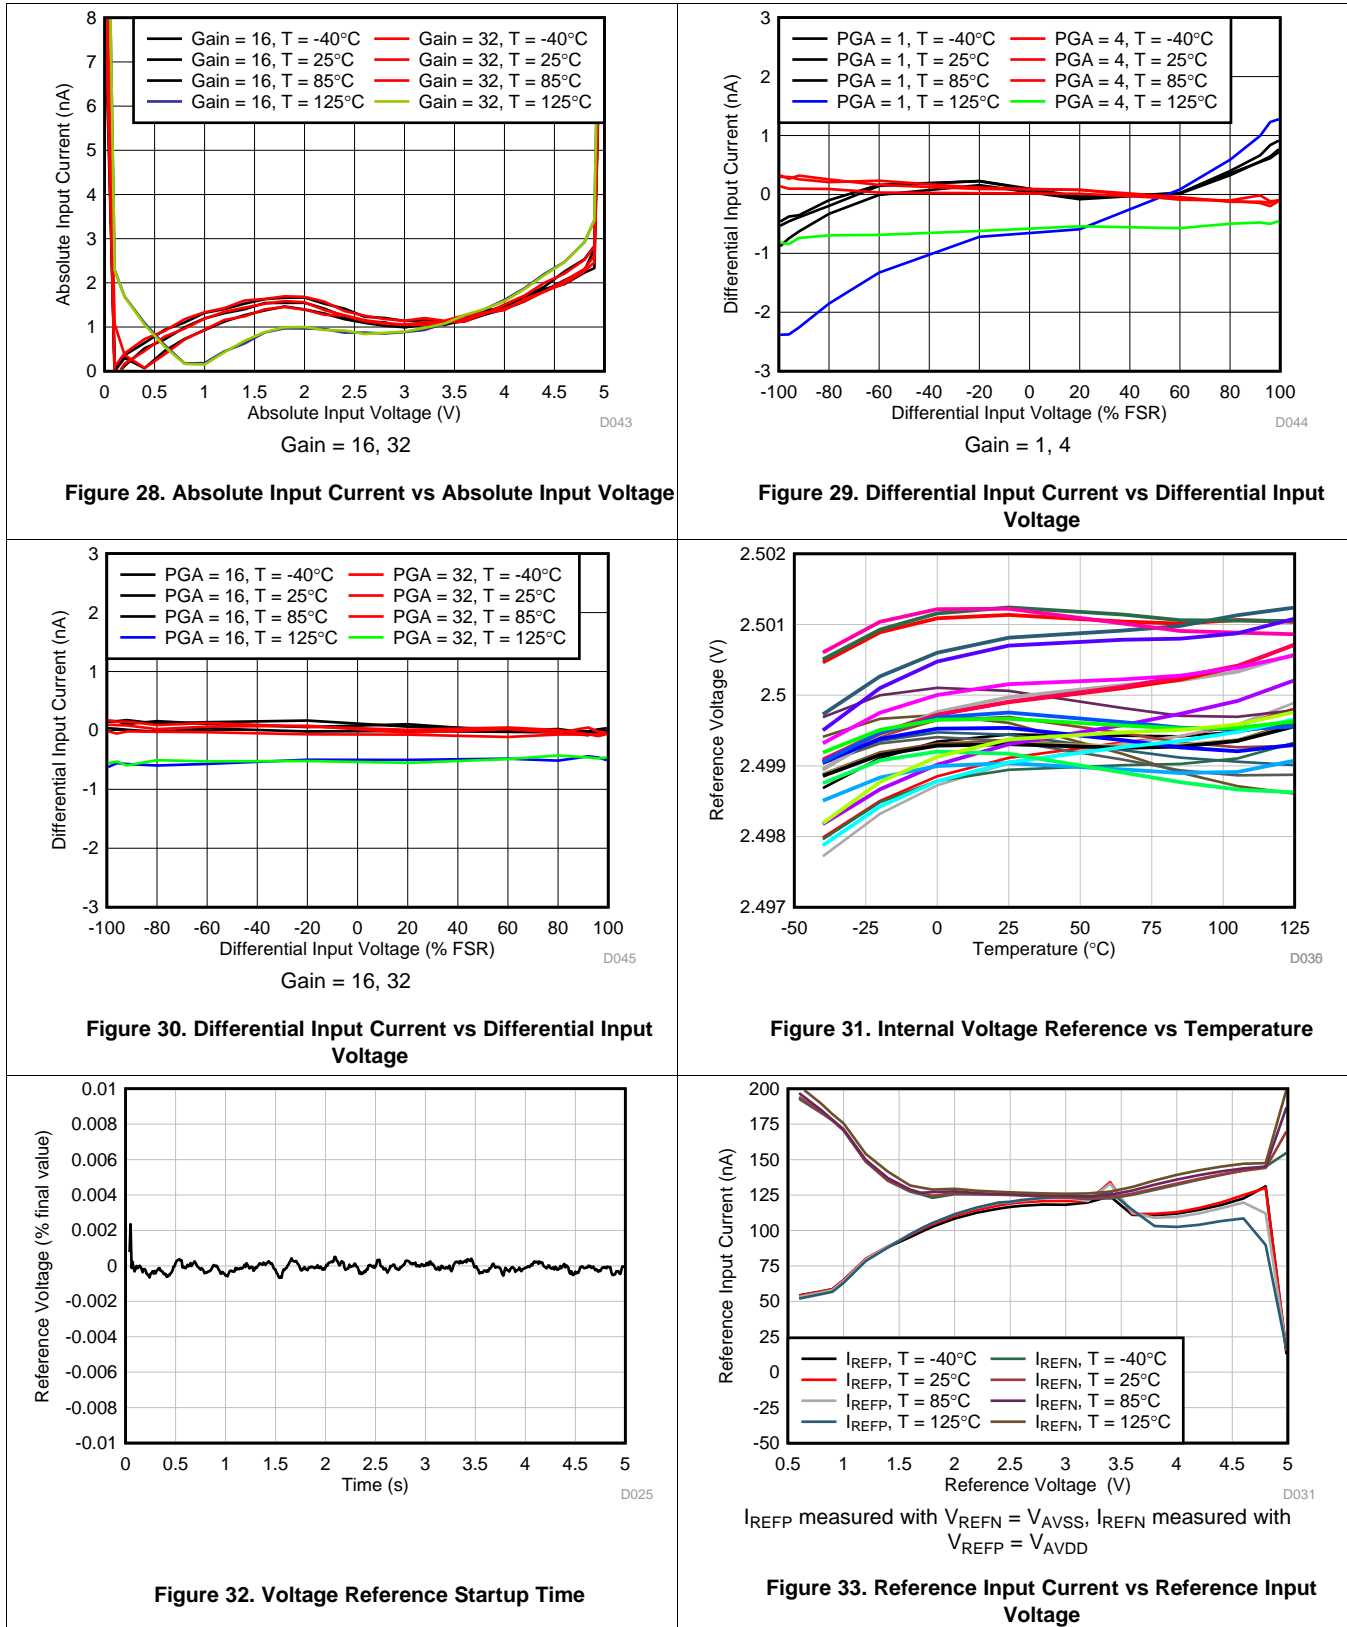 8
7
6
5
4
3
2
1
0
Absolute Input Current (nA)
Gain = 16, T = -40°C
Gain = 16, T = 25°C
Gain = 16, T = 85°C
Gain = 16, T = 125°C
Gain = 32, T = -40°C
Gain = 32, T = 25°C
Gain = 32, T = 85°C
Gain = 32, T = 125°C
0 0.5 1 1.5 2 2.5 3 3.5 4 4.5 5
Absolute Input Voltage (V)
D043
Gain = 16, 32
Figure 28. Absolute Input Current vs Absolute Input Voltage
3
2
1
0
-1
-2
-3
Differential Input Current (nA)
PGA = 1, T = -40°C
PGA = 1, T = 25°C
PGA = 1, T = 85°C
PGA = 1, T = 125°C
PGA = 4, T = -40°C
PGA = 4, T = 25°C
PGA = 4, T = 85°C
PGA = 4, T = 125°C
-100 -80 -60 -40 -20 0 20 40 60 80 100
Differential Input Voltage (% FSR)
D044
Gain = 1, 4
Figure 29. Differential Input Current vs Differential Input
Voltage
3
2
1
0
-1
-2
-3
Differential Input Current (nA)
PGA = 16, T = -40°C
PGA = 16, T = 25°C
PGA = 16, T = 85°C
PGA = 16, T = 125°C
PGA = 32, T = -40°C
PGA = 32, T = 25°C
PGA = 32, T = 85°C
PGA = 32, T = 125°C
-100 -80 -60 -40 -20 0 20 40 60 80 100
Differential Input Voltage (% FSR)
D045
Gain = 16, 32
Figure 30. Differential Input Current vs Differential Input
Voltage
2.502
2.501
2.5
2.499
2.498
2.497
Reference Voltage (V)
-50 -25 0 25 50 75 100 125
Temperature (°C)
Figure 31. Internal Voltage Reference vs Temperature
0.01
0.008
0.006
0.004
0.002
0
-0.002
-0.004
-0.006
-0.008
-0.01
Reference Voltage (% final value)
0 0.5 1 1.5 2 2.5 3 3.5 4 4.5 5
Time (s)
D025
Figure 32. Voltage Reference Startup Time
200
175
150
125
100
75
50
25
0
-25
-50
Reference Input Current (nA)
IREFP, T = -40°C
IREFP, T = 25°C
IREFP, T = 85°C
IREFP, T = 125°C
IREFN, T = -40°C
IREFN, T = 25°C
IREFN, T = 85°C
IREFN, T = 125°C
0.5 1 1.5 2 2.5 3 3.5 4 4.5 5
Reference Voltage (V)
D031
IREFP measured with VREFN = VAVSS, IREFN measured with
VREFP = VAVDD
Figure 33. Reference Input Current vs Reference Input
Voltage